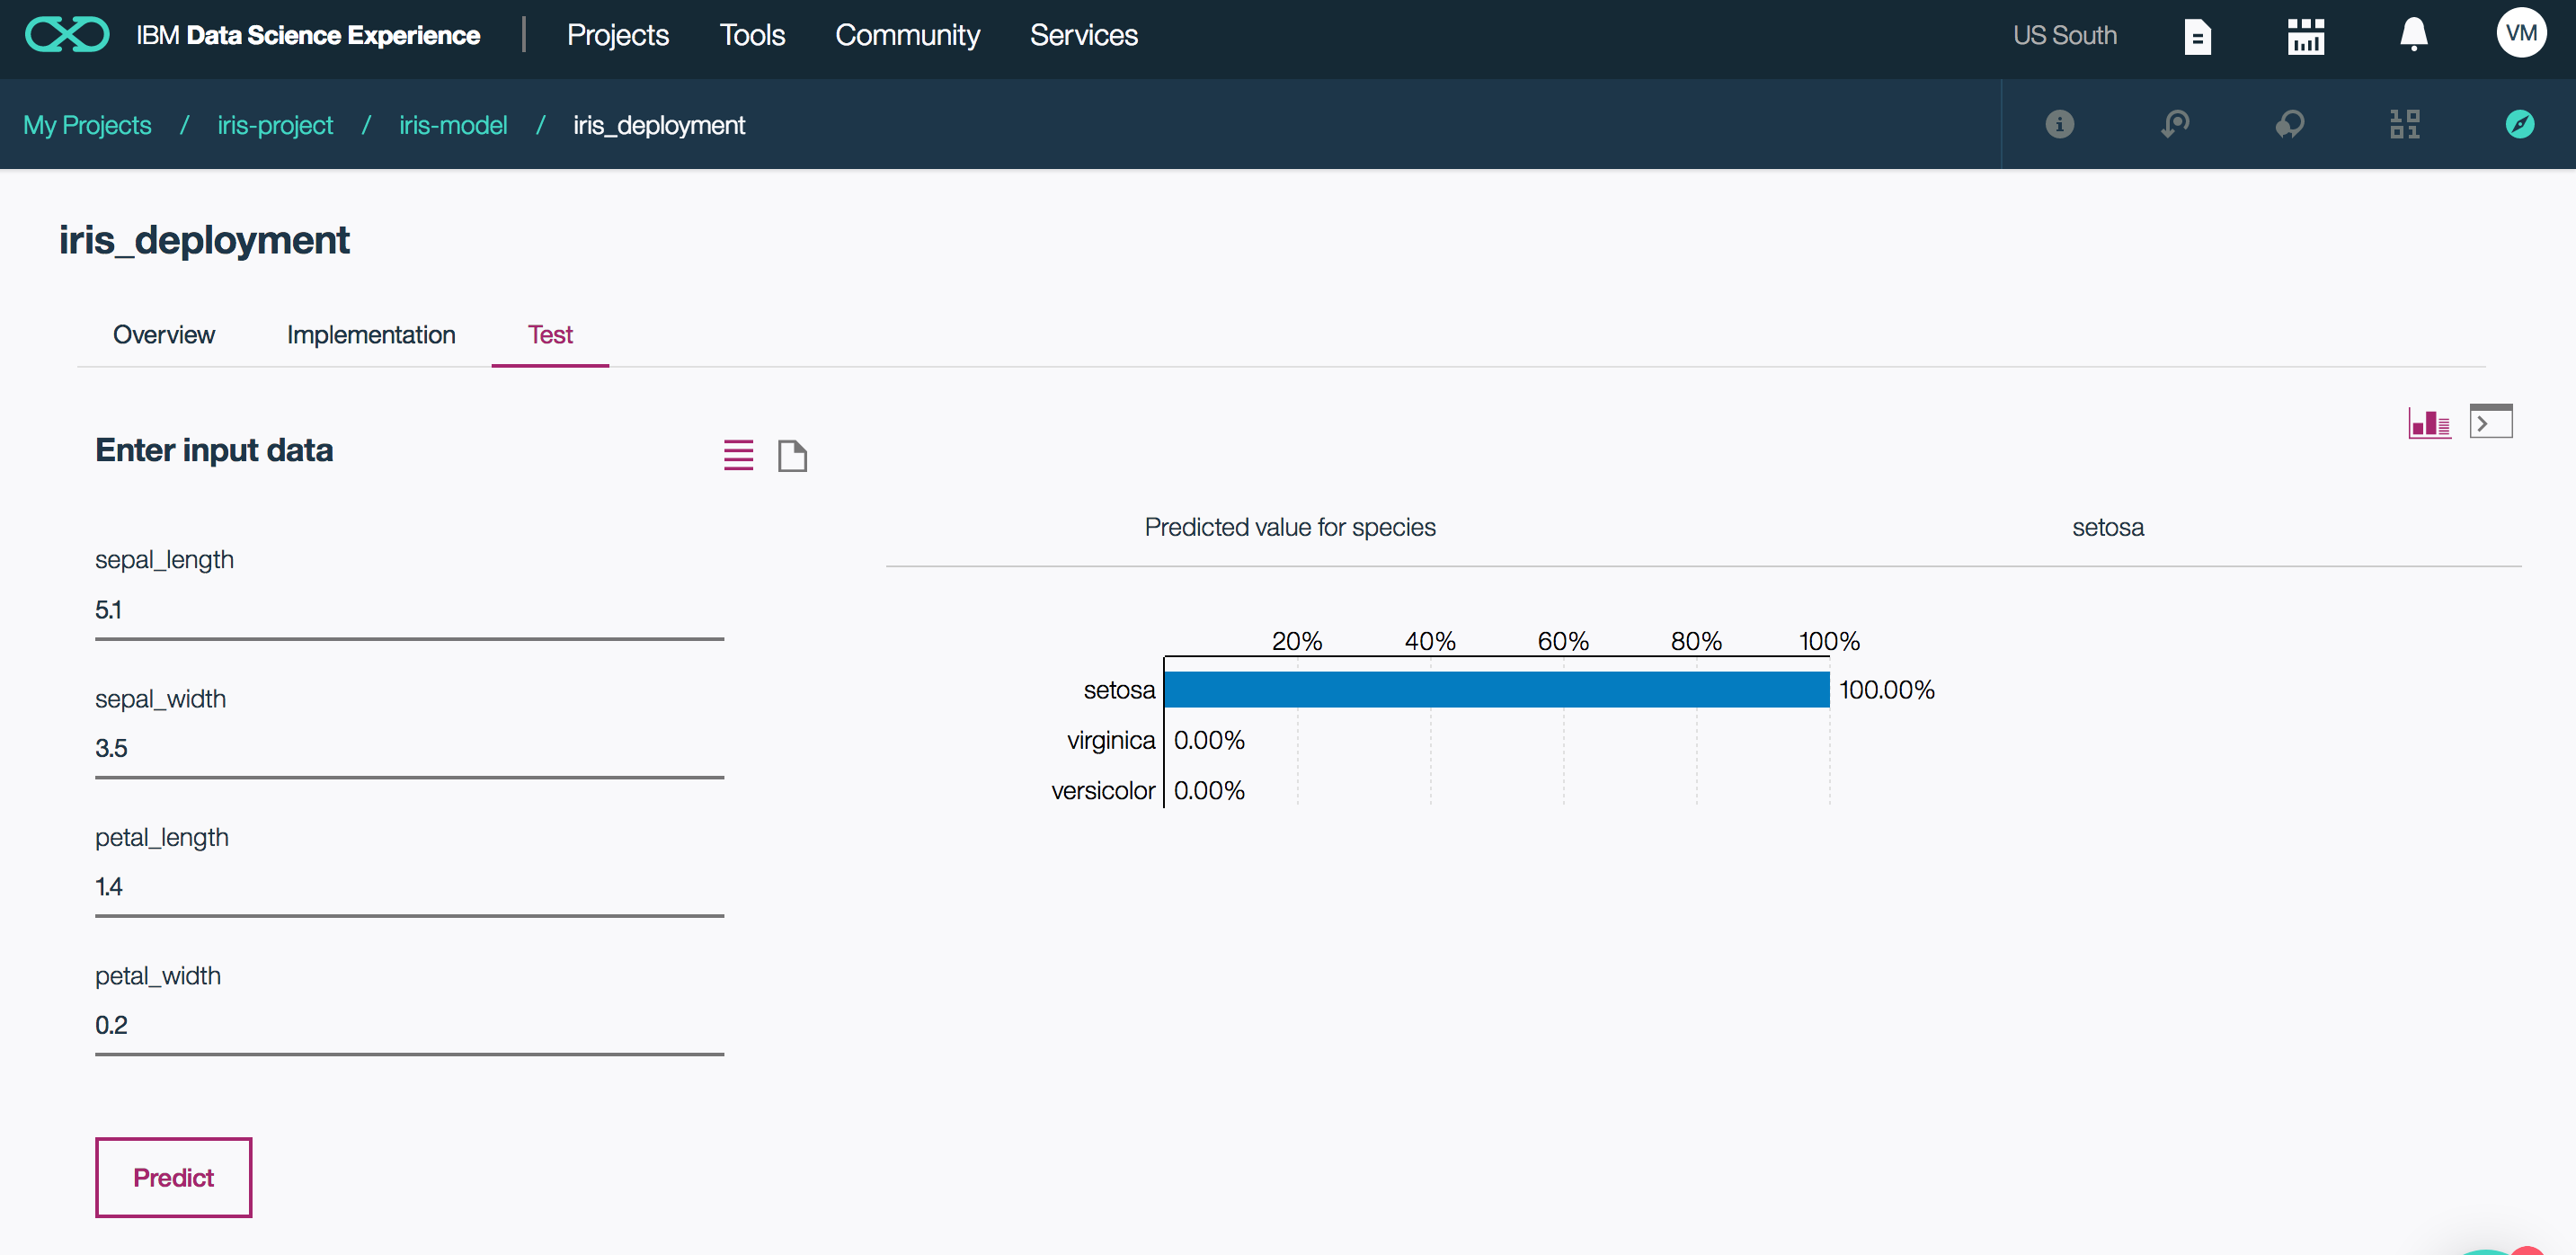 IBM Data Science Experience Projects Tools Community Services US South VM
My Projects / iris-project / iris-model / iris_deployment
iris_deployment
Overview Implementation Test
Enter input data
sepal_length
5.1
sepal_width
3.5
petal_length
1.4
petal_width
0.2
Predict
Predicted value for species setosa
20% 40% 60% 80% 100%
setosa 100.00%
virginica 0.00%
versicolor 0.00%